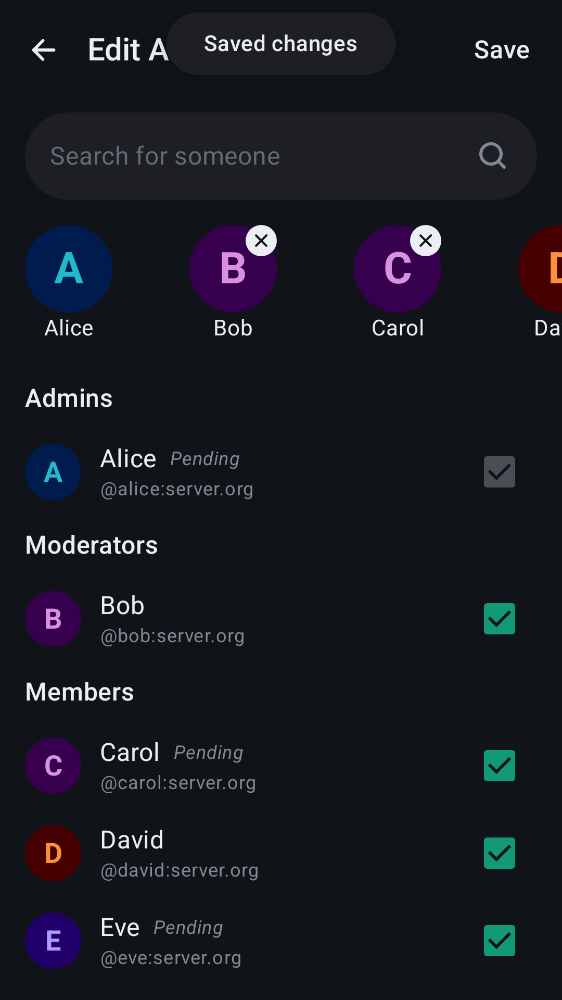 Edit A
Saved changes
Save
Search for someone
A
B
C
D
Alice
Bob
Carol
Da
Admins
A
Alice Pending
@alice:server.org
Moderators
B
Bob
@bob:server.org
Members
C
Carol Pending
@carol:server.org
D
David
@david:server.org
E
Eve Pending
@eve:server.org